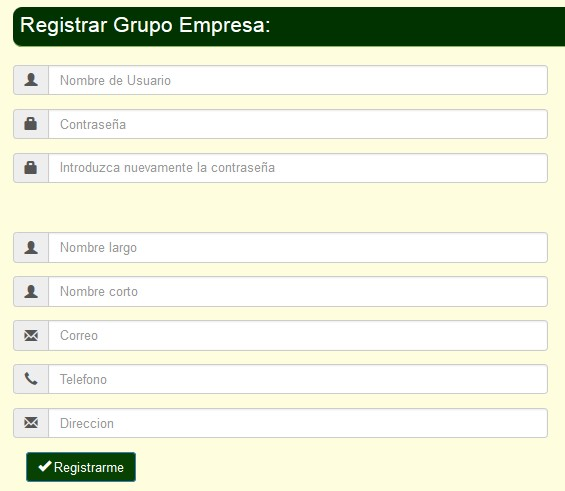 Registrar Grupo Empresa:
Nombre de Usuario
Contraseña
Introduzca nuevamente la contraseña
Nombre largo
Nombre corto
Correo
Telefono
Direccion
Registrarme